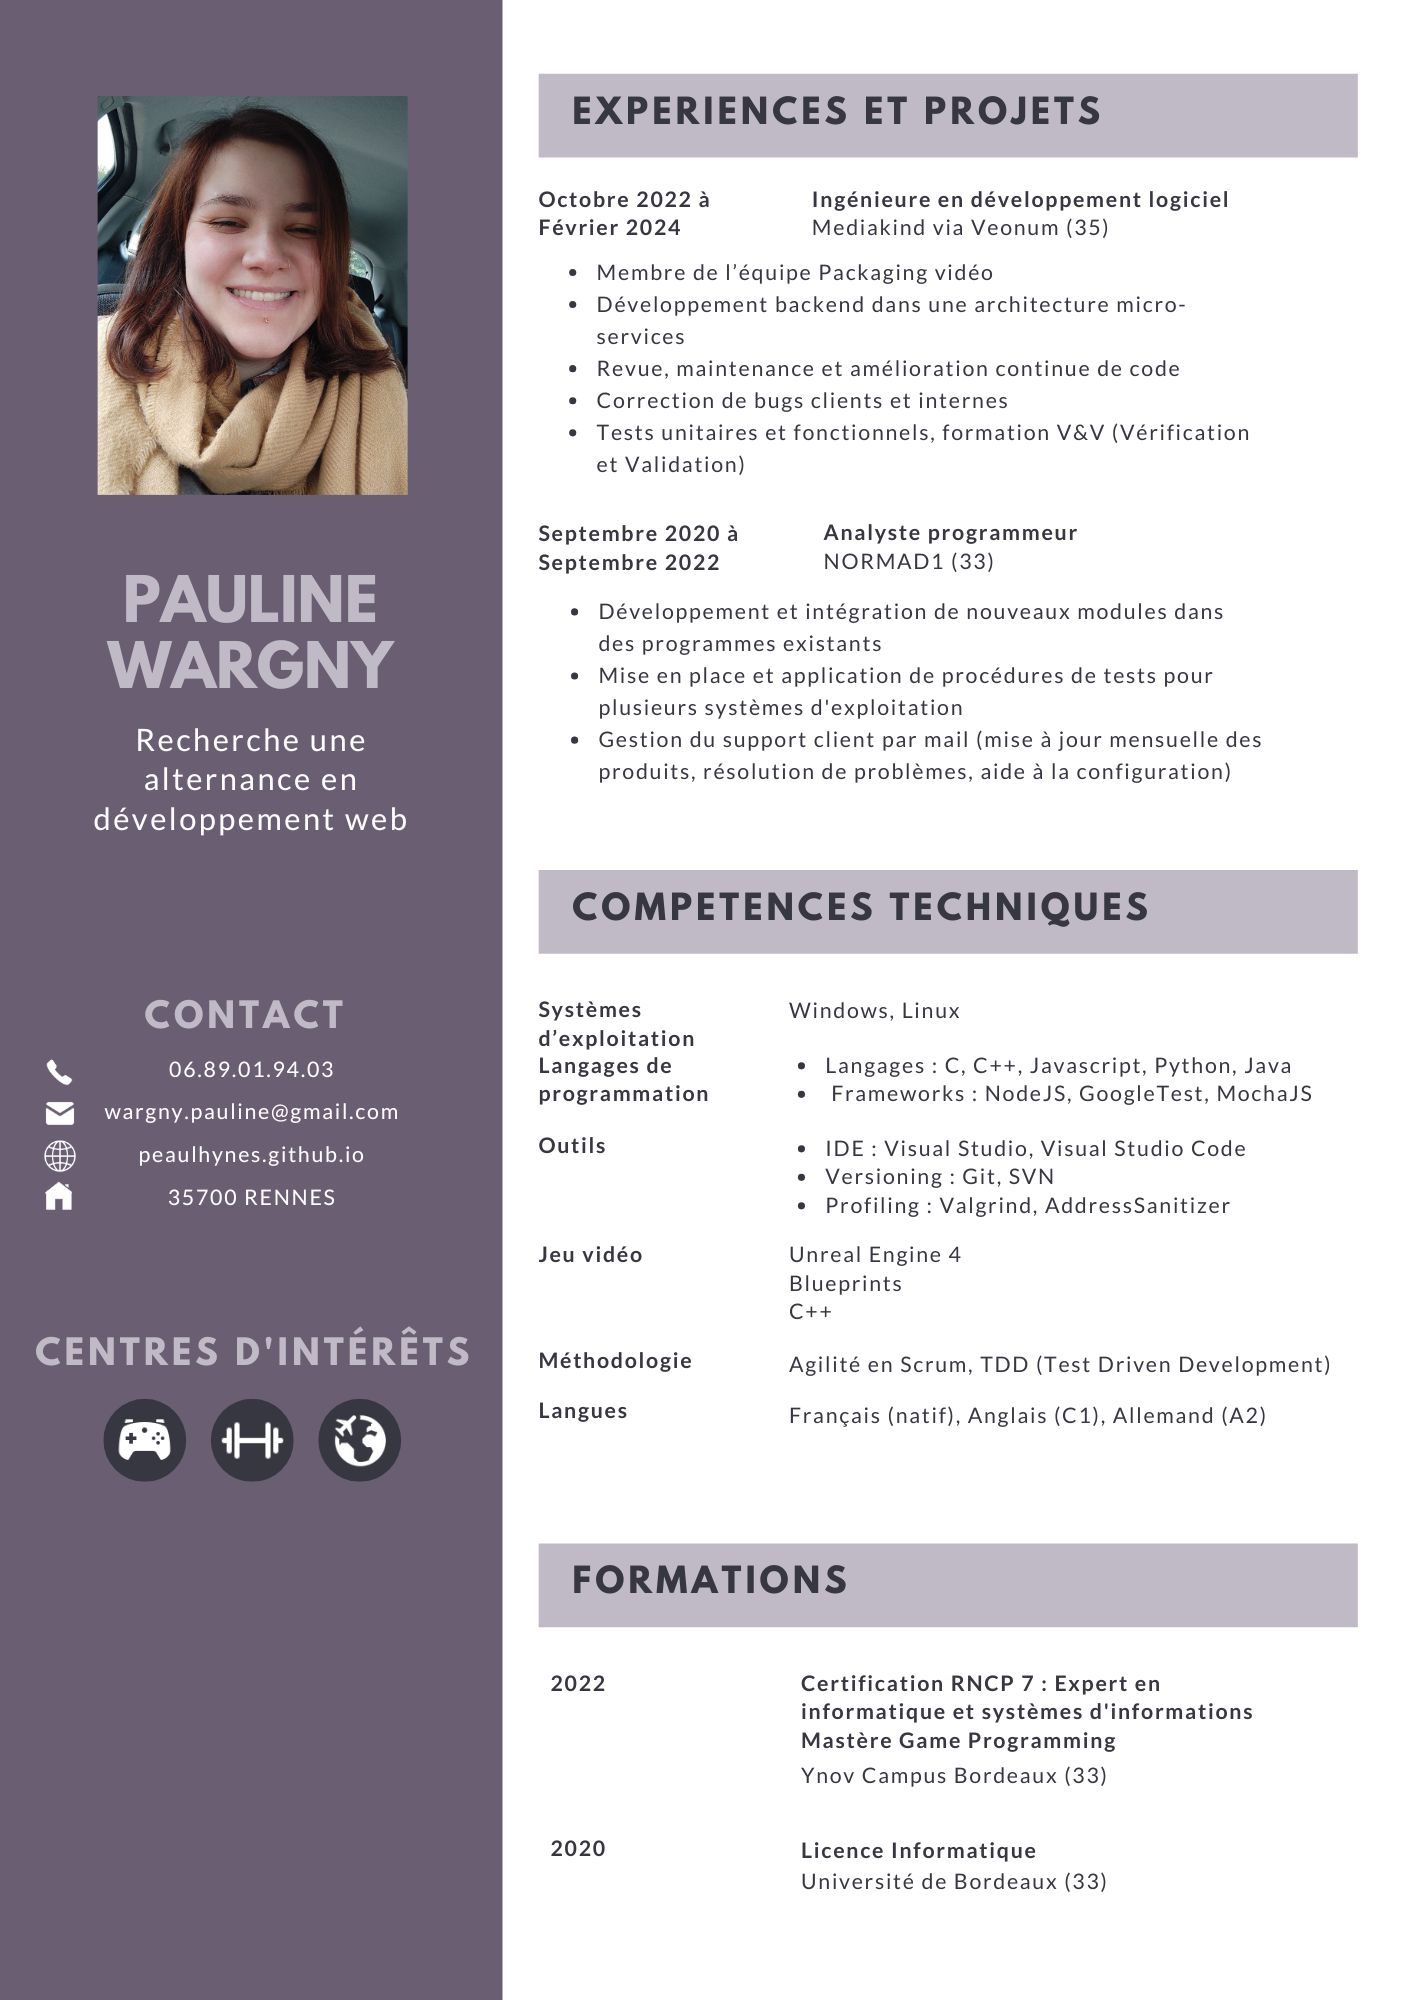 PAULINE
WARGNY
Recherche une
alternance en
développement web
CONTACT
06.89.01.94.03
wargny.pauline@gmail.com
peaulhynes.github.io
35700 RENNES
CENTRES D'INTÉRÊTS
EXPERIENCES ET PROJETS
Octobre 2022 à
Février 2024
Ingénieure en développement logiciel
Mediakind via Veonum (35)
• Membre de l’équipe Packaging vidéo
• Développement backend dans une architecture micro-
services
• Revue, maintenance et amélioration continue de code
• Correction de bugs clients et internes
• Tests unitaires et fonctionnels, formation V&V (Vérification
et Validation)
Septembre 2020 à
Septembre 2022
Analyste programmeur
NORMAD1 (33)
• Développement et intégration de nouveaux modules dans
des programmes existants
• Mise en place et application de procédures de tests pour
plusieurs systèmes d'exploitation
• Gestion du support client par mail (mise à jour mensuelle des
produits, résolution de problèmes, aide à la configuration)
COMPETENCES TECHNIQUES
Systèmes
d’exploitation
Windows, Linux
Langages de
programmation
• Langages : C, C++, Javascript, Python, Java
• Frameworks : NodeJS, GoogleTest, MochaJS
Outils
• IDE : Visual Studio, Visual Studio Code
• Versioning : Git, SVN
• Profiling : Valgrind, AddressSanitizer
Jeu vidéo
Unreal Engine 4
Blueprints
C++
Méthodologie
Agilité en Scrum, TDD (Test Driven Development)
Langues
Français (natif), Anglais (C1), Allemand (A2)
FORMATIONS
2022
Certification RNCP 7 : Expert en
informatique et systèmes d'informations
Mastère Game Programming
Ynov Campus Bordeaux (33)
2020
Licence Informatique
Université de Bordeaux (33)